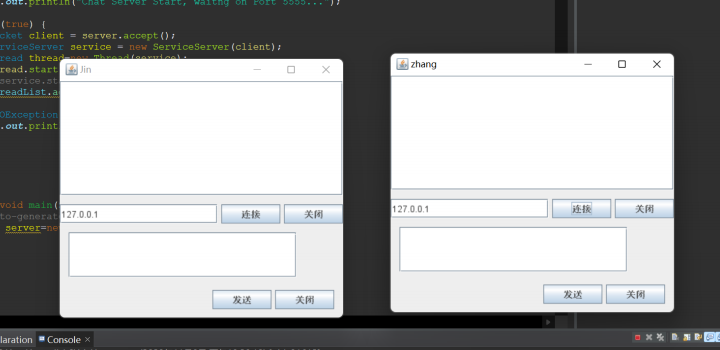 .out.println("Chat Server Start, waitng on Port 5555...");
(true) {
cket client = server.accept();
rviceServer service = new ServiceServer(client);
read thread=new Thread(service);
read.start
service.st
readList.a
OException
.out.print
void main(
to-generat
server=ne
Jin
127.0.0.1
连接
关闭
发送
关闭
zhang
127.0.0.1
连接
关闭
发送
关闭
laration
Console